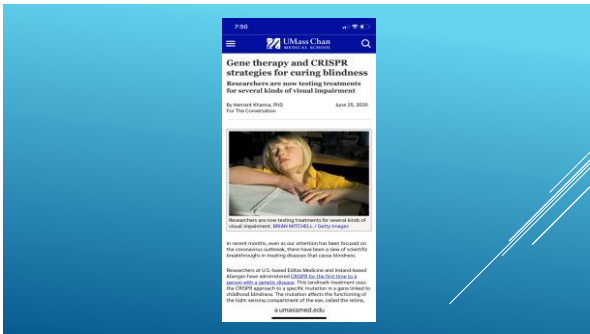 7:50
UMass Chan
MEDICAL SCHOOL
Gene therapy and CRISPR
strategies for curing blindness
Researchers are now testing treatments
for several kinds of visual impairment
By Hemant Khanna, PhD
June 25, 2020
For The Conversation
Researchers are now testing treatments for several kinds of
visual impairment. BRIAN MITCHELL / Getty Images
In recent months, even as our attention has been focused on
the coronavirus outbreak, there have been a slew of scientific
breakthroughs in treating diseases that cause blindness.
Researchers at U.S.-based Editas Medicine and Ireland-based
Allergan have administered CRISPR for the first time to a
person with a genetic disease. This landmark treatment uses
the CRISPR approach to a specific mutation in a gene linked to
childhood blindness. The mutation affects the functioning of
the light-sensing compartment of the eye, called the retina,
umassmed.edu